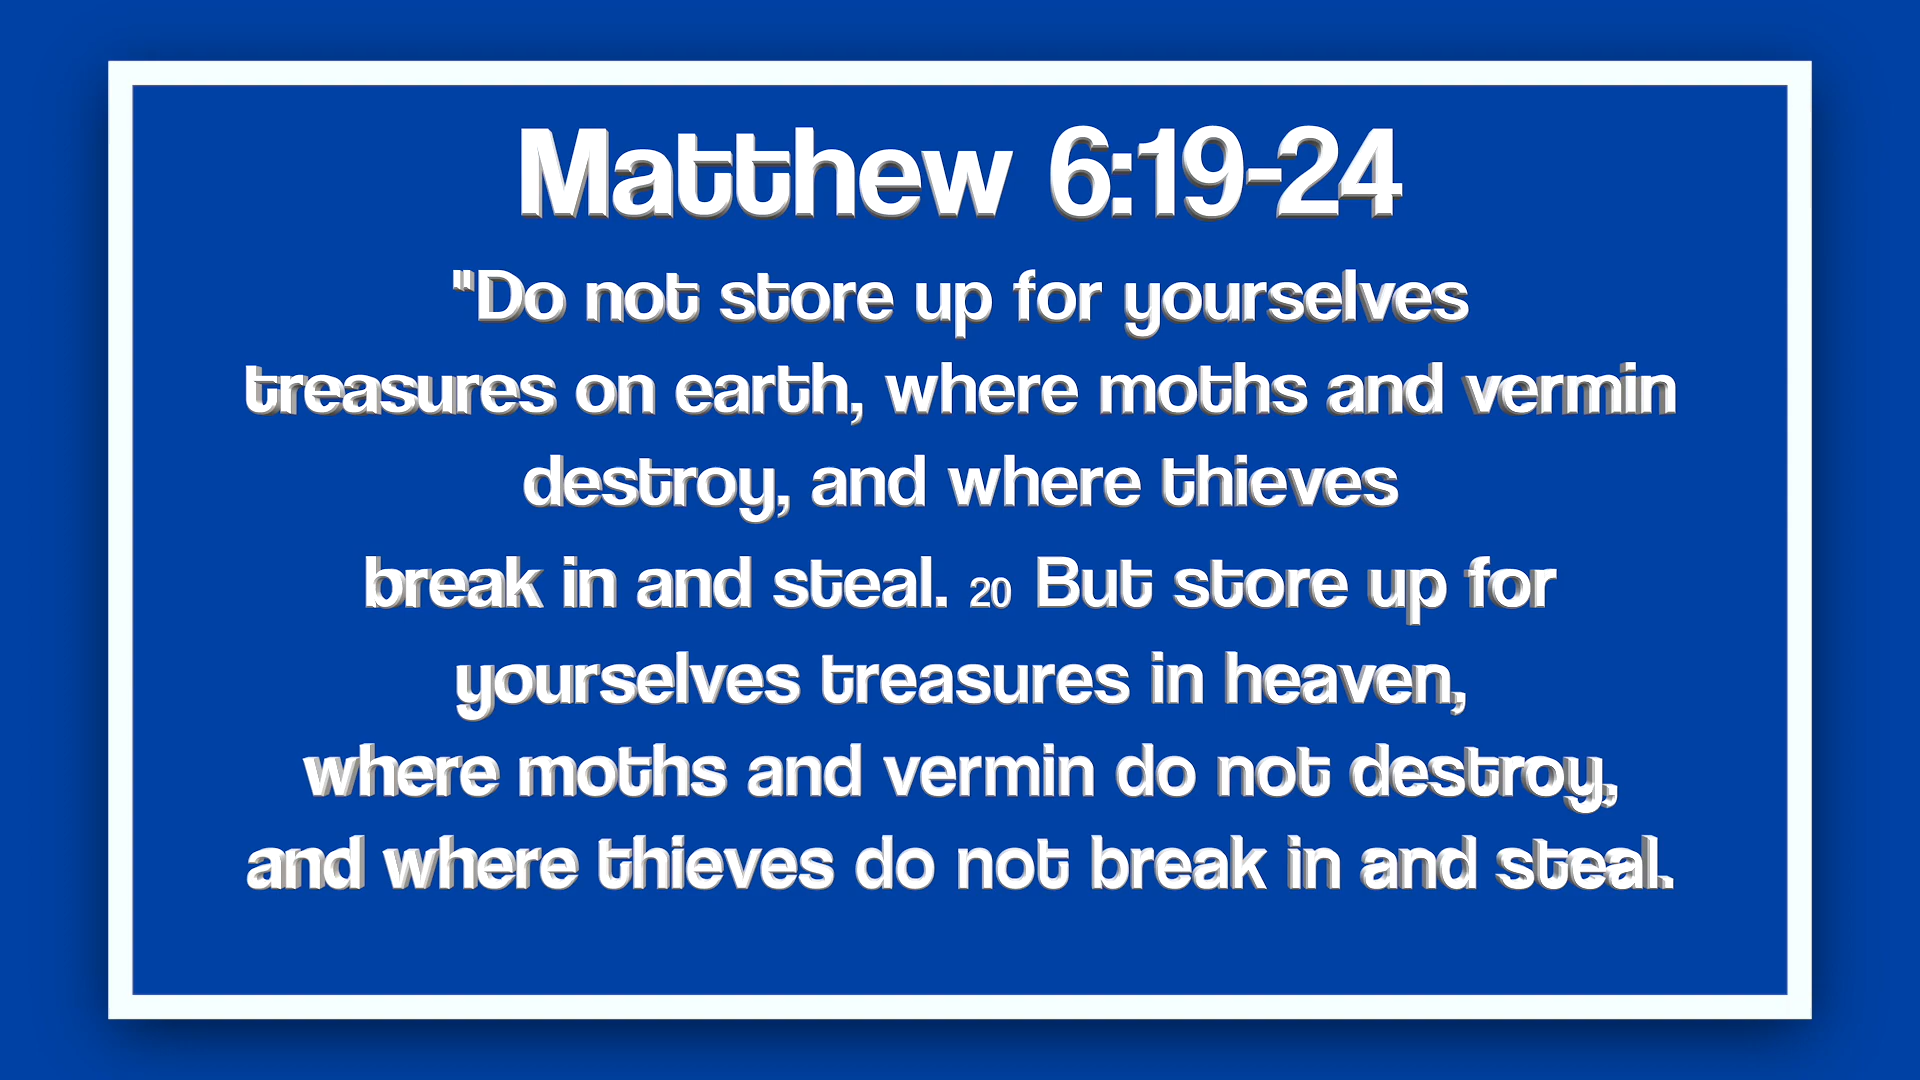 Matthew 6:19-24
"Do not store up for yourselves
treasures on earth, where moths and vermin
destroy, and where thieves
break in and steal. 20 But store up for
yourselves treasures in heaven,
where moths and vermin do not destroy,
and where thieves do not break in and steal.